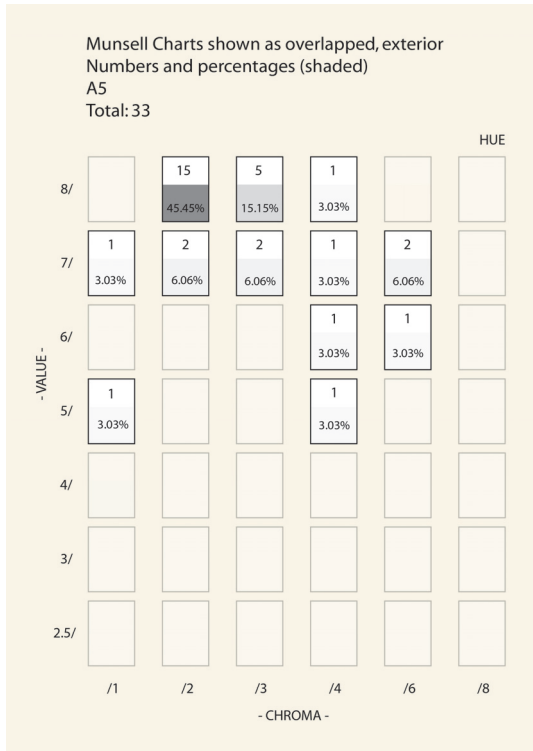 Munsell Charts shown as overlapped, exterior
Numbers and percentages (shaded)
A5
Total: 33
HUE
8/
15 5 1
45.45% 15.15% 3.03%
7/
1 2 2 1 2
3.03% 6.06% 6.06% 3.03% 6.06%
6/
1 1
3.03% 3.03%
5/
1 1
3.03% 3.03%
4/
3/
2.5/
- VALUE -
/1 /2 /3 /4 /6 /8
- CHROMA -